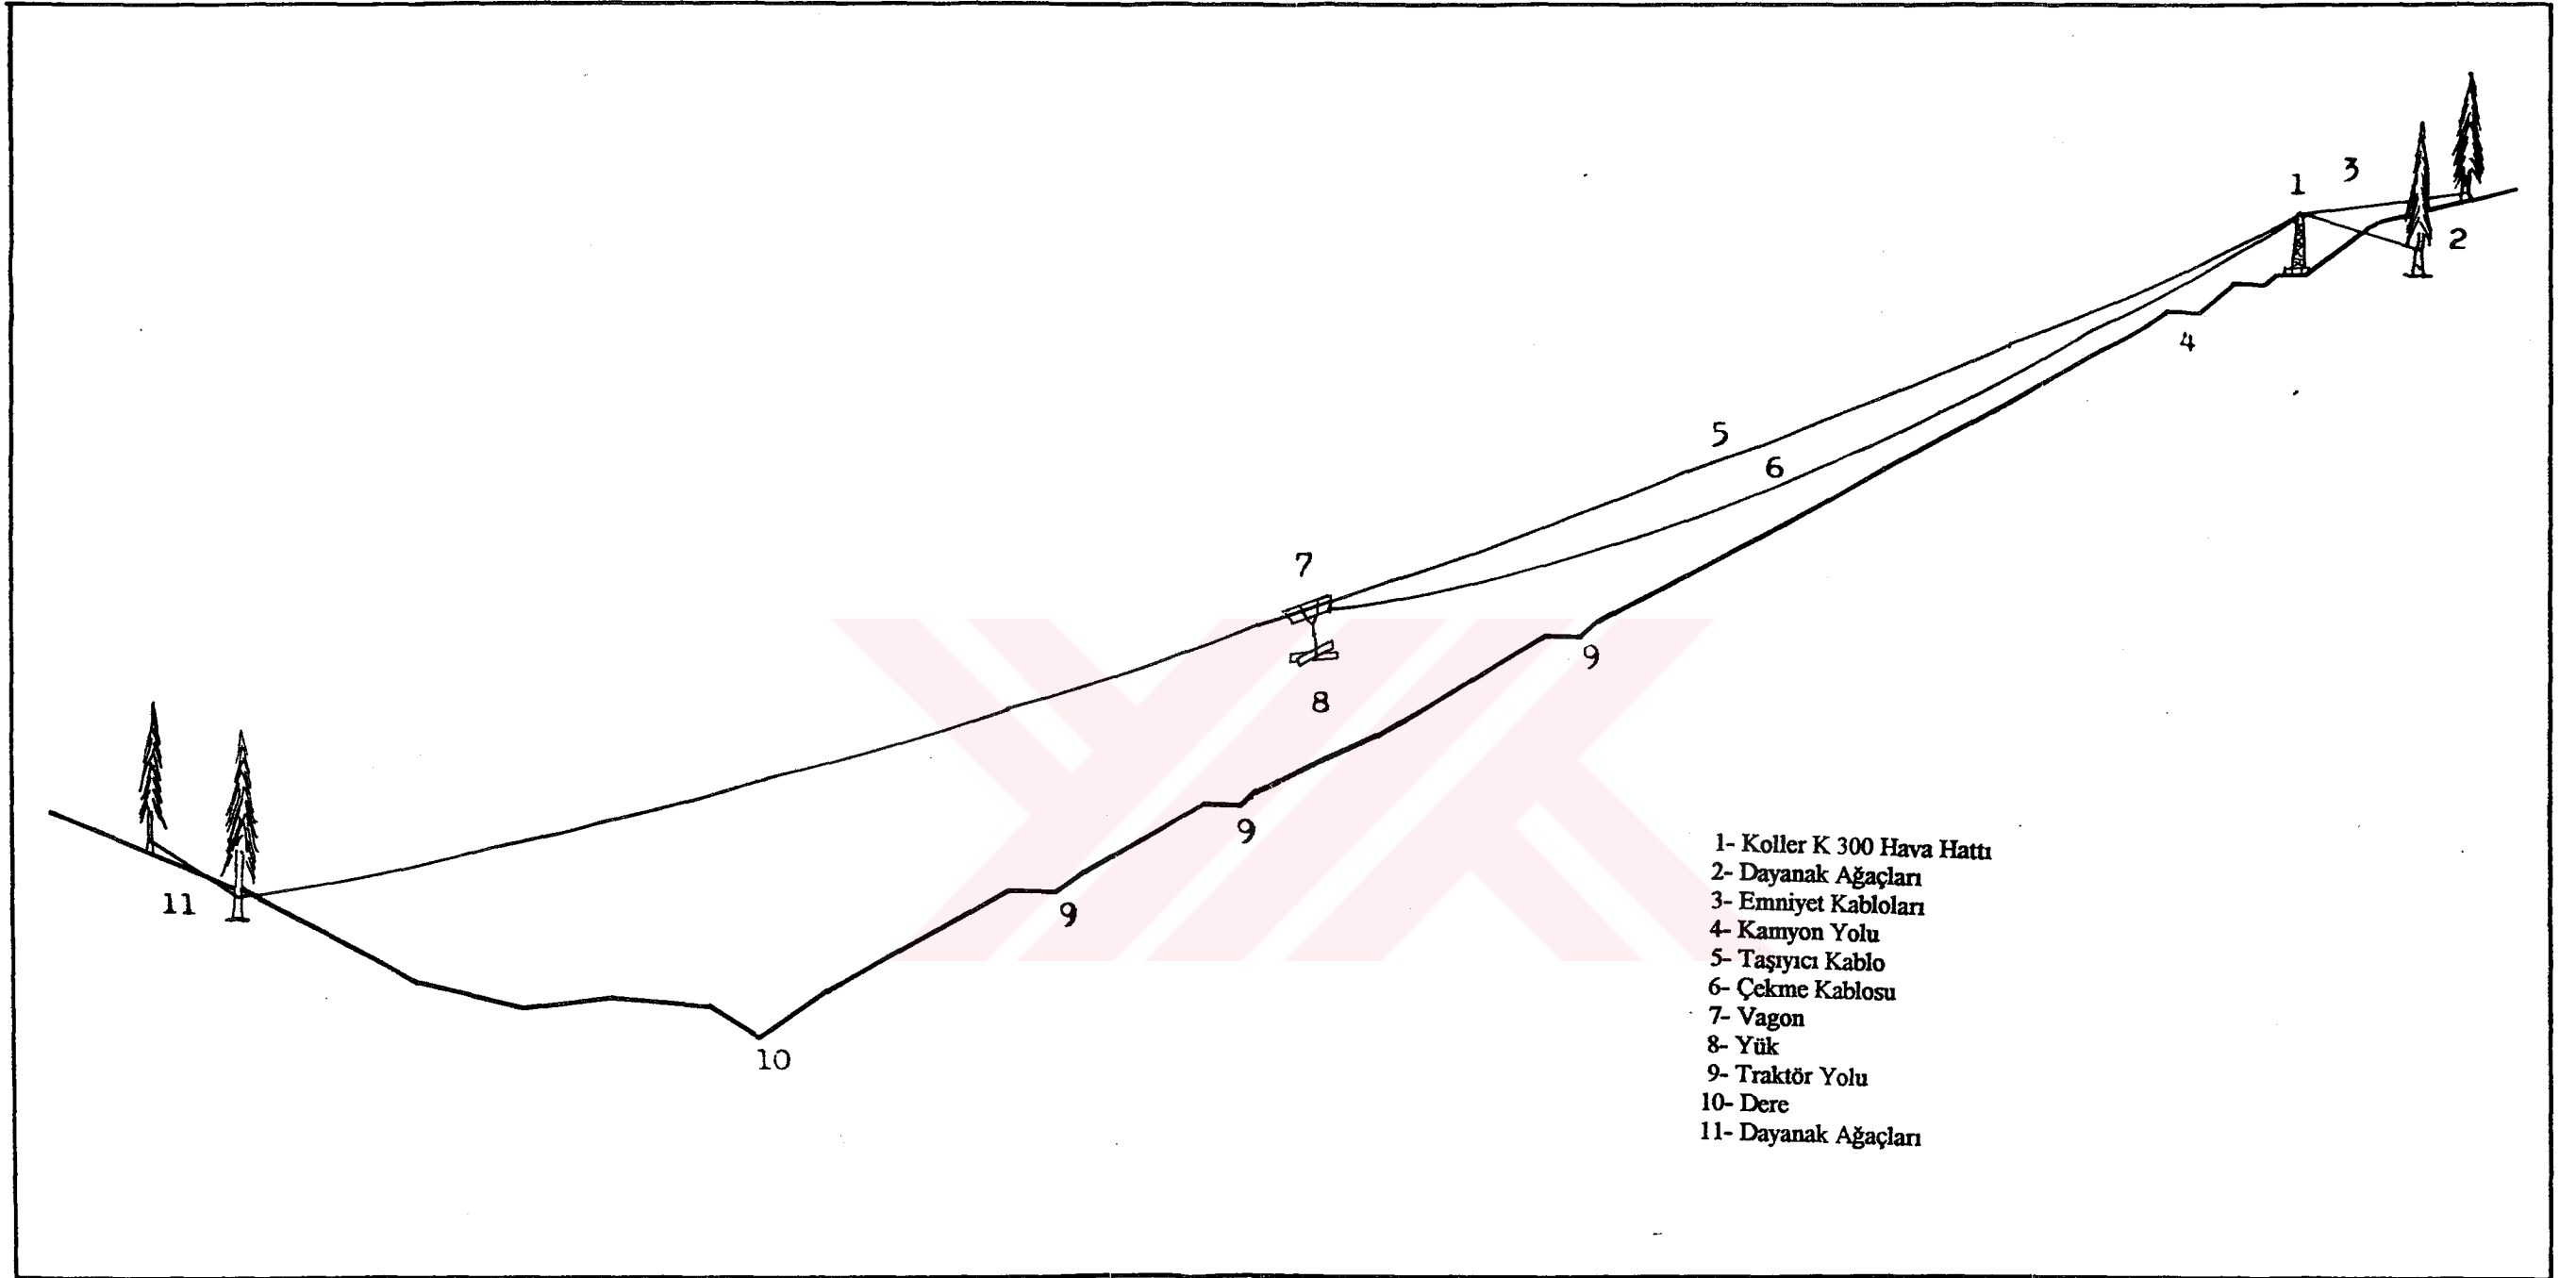 3
1
2
4
5
6
7
9
8
9
11
9
10
1- Koller K 300 Hava Hattı
2- Dayanak Ağaçları
3- Emniyet Kabloları
4- Kamyon Yolu
5- Taşıyıcı Kablo
6- Çekme Kablosu
7- Vagon
8- Yük
9- Traktör Yolu
10- Dere
11- Dayanak Ağaçları